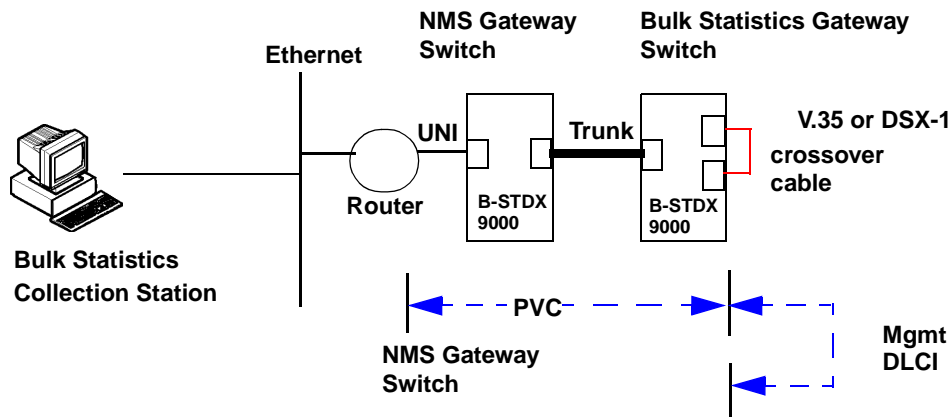 NMS Gateway
Switch
Bulk Statistics Gateway
Switch
Ethernet
UNI
Trunk
V.35 or DSX-1
crossover
cable
Router
B-STDX
9000
B-STDX
9000
Bulk Statistics
Collection Station
PVC
NMS Gateway
Switch
Mgmt
DLCI